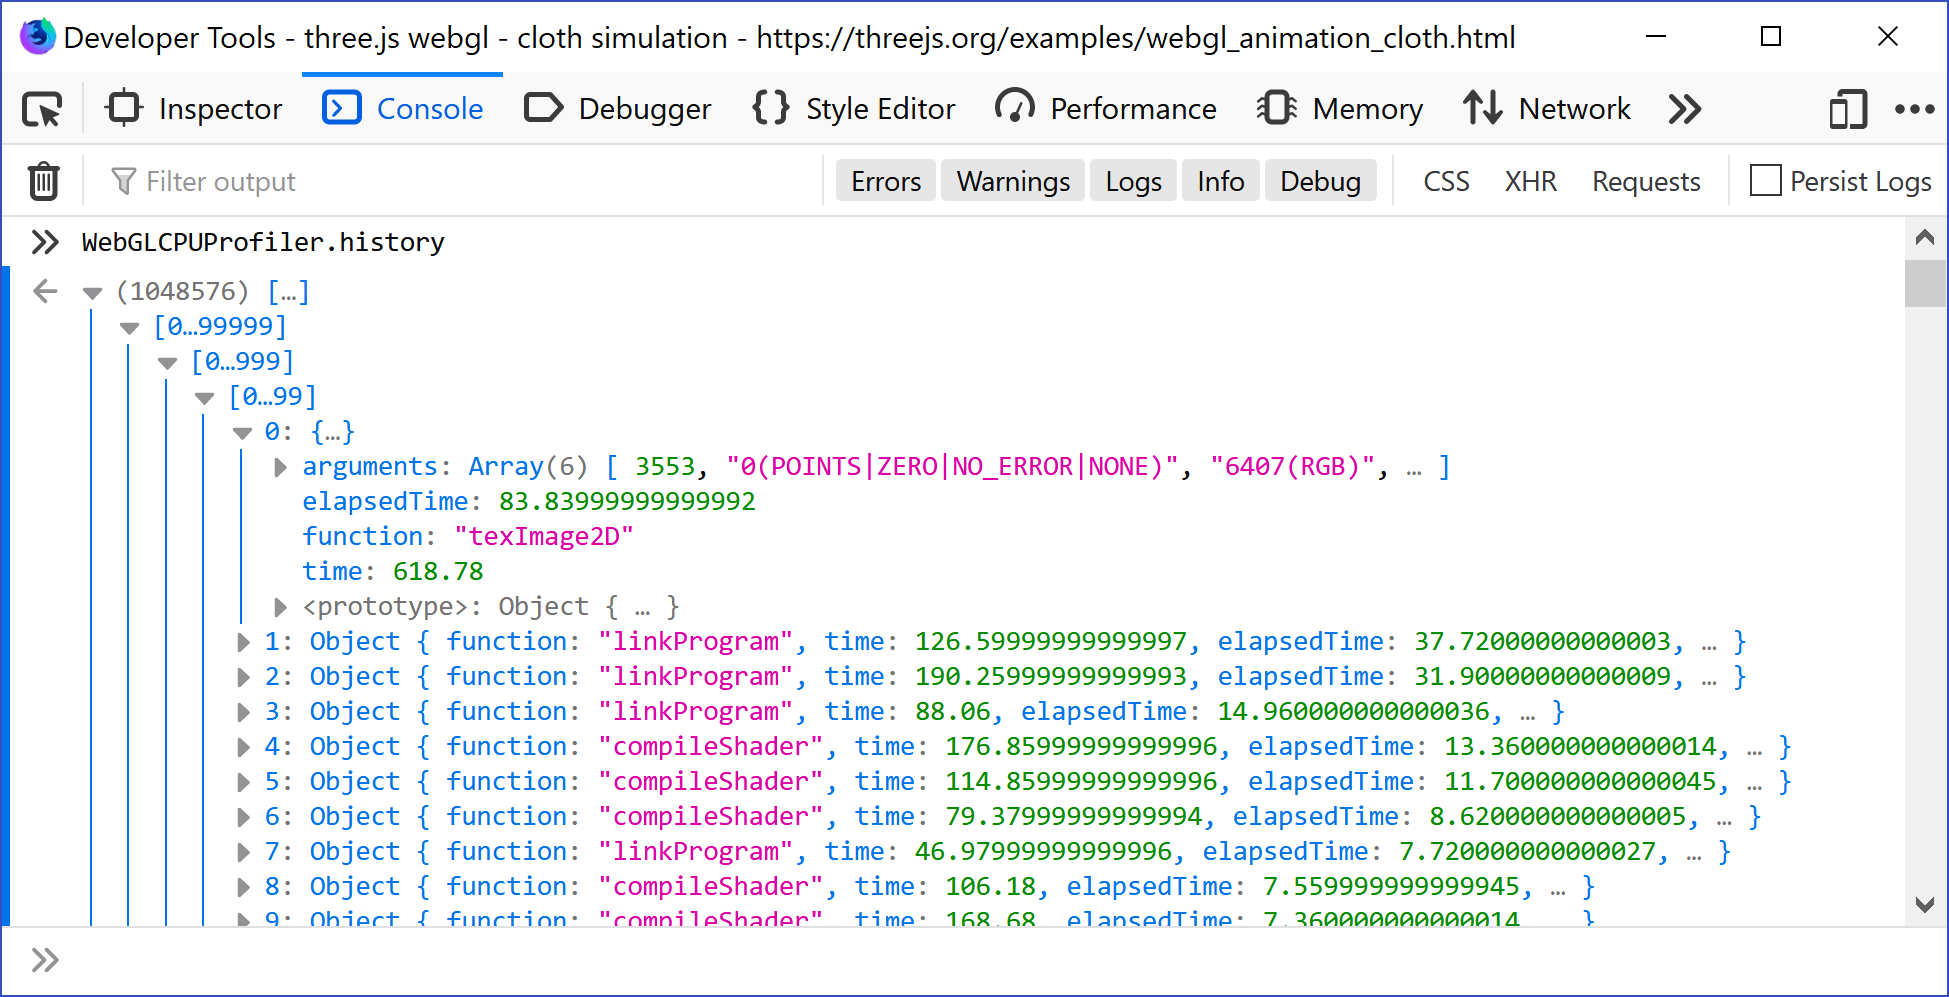 Developer Tools - three.js webgl - cloth simulation - https://threejs.org/examples/webgl_animation_cloth.html
Inspector Console Debugger {} Style Editor Performance Memory Network
Filter output Errors Warnings Logs Info Debug CSS XHR Requests Persist Logs
WebGLCPUProfiler.history
(1048576) […]
[0…99999]
[0…999]
[0…99]
0: {…}
arguments: Array(6) [ 3553, "0(POINTS|ZERO|NO_ERROR|NONE)", "6407(RGB)", … ]
elapsedTime: 83.83999999999992
function: "texImage2D"
time: 618.78
<prototype>: Object { … }
1: Object { function: "linkProgram", time: 126.59999999999997, elapsedTime: 37.72000000000003, … }
2: Object { function: "linkProgram", time: 190.25999999999993, elapsedTime: 31.90000000000009, … }
3: Object { function: "linkProgram", time: 88.06, elapsedTime: 14.960000000000036, … }
4: Object { function: "compileShader", time: 176.85999999999996, elapsedTime: 13.360000000000014, … }
5: Object { function: "compileShader", time: 114.85999999999996, elapsedTime: 11.700000000000045, … }
6: Object { function: "compileShader", time: 79.37999999999994, elapsedTime: 8.620000000000005, … }
7: Object { function: "linkProgram", time: 46.97999999999996, elapsedTime: 7.720000000000027, … }
8: Object { function: "compileShader", time: 106.18, elapsedTime: 7.559999999999945, … }
9: Object { function: "compileShader", time: 168.68, elapsedTime: 7.360000000000014, … }